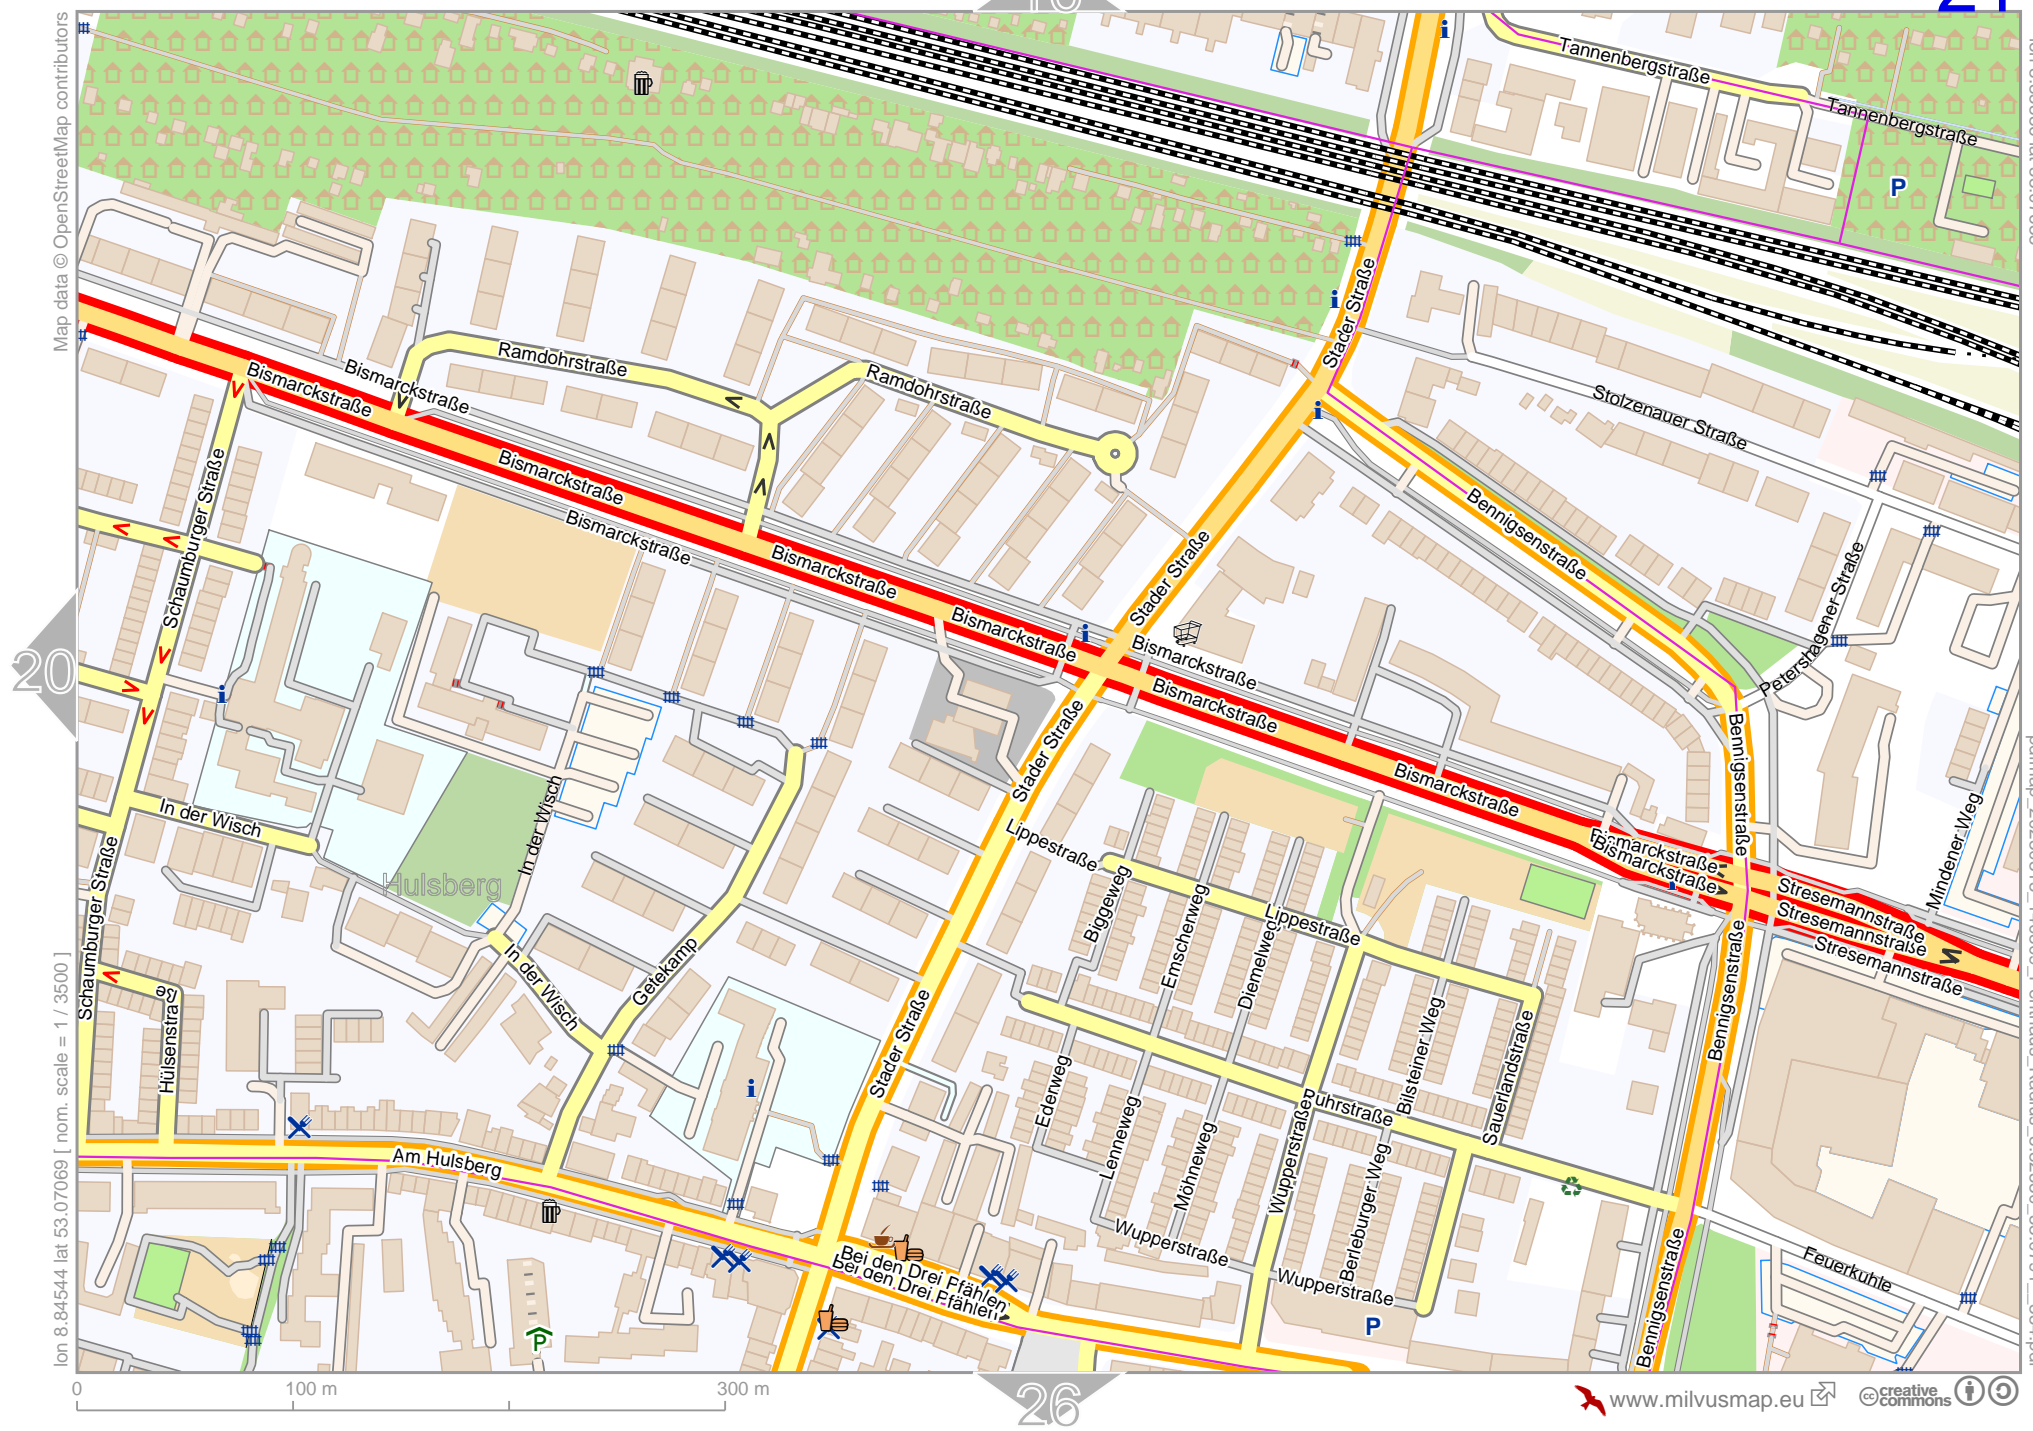 Tannenbergstraße
Tannenbergstraße
P
Map data © OpenStreetMap contributors
Stader Straße
Ramdohrstraße
Ramdohrstraße
Bismarckstraße
Bismarckstraße
Stolzenauer Straße
Bismarckstraße
Bismarckstraße
Schaumburger Straße
Bennigsenstraße
Bismarckstraße
Stader Straße
Petershagener Straße
Bismarckstraße
Bismarckstraße
20
Bismarckstraße
Stader Straße
Bennigsenstraße
Bismarckstraße
In der Wisch
In der Wisch
Lippestraße
Bismarckstraße
Bismarckstraße
Mindener Weg
Hulsberg
Schaumburger Straße
Biggeweg
Emscherweg
Diemelweg
Lippestraße
Stresemannstraße
Stresemannstraße
Stresemannstraße
In der Wisch
Getekamp
Stader Straße
Hülsenstraße
Bennigsenstraße
Ederweg
Lenneweg
Möhneweg
Wupperstraße
Ruhrstraße
Bilsteiner Weg
Sauerlandstraße
Am Hulsberg
Berleburger Weg
Wupperstraße
Wupperstraße
Bei den Drei Pfählen
Bei den Drei Pfählen
Feuerkuhle
Bennigsenstraße
P
P
lon 8.84544 lat 53.07069 [ nom. scale = 1 / 3500 ]
0 100 m 300 m
26
www.milvusmap.eu
cc creative commons